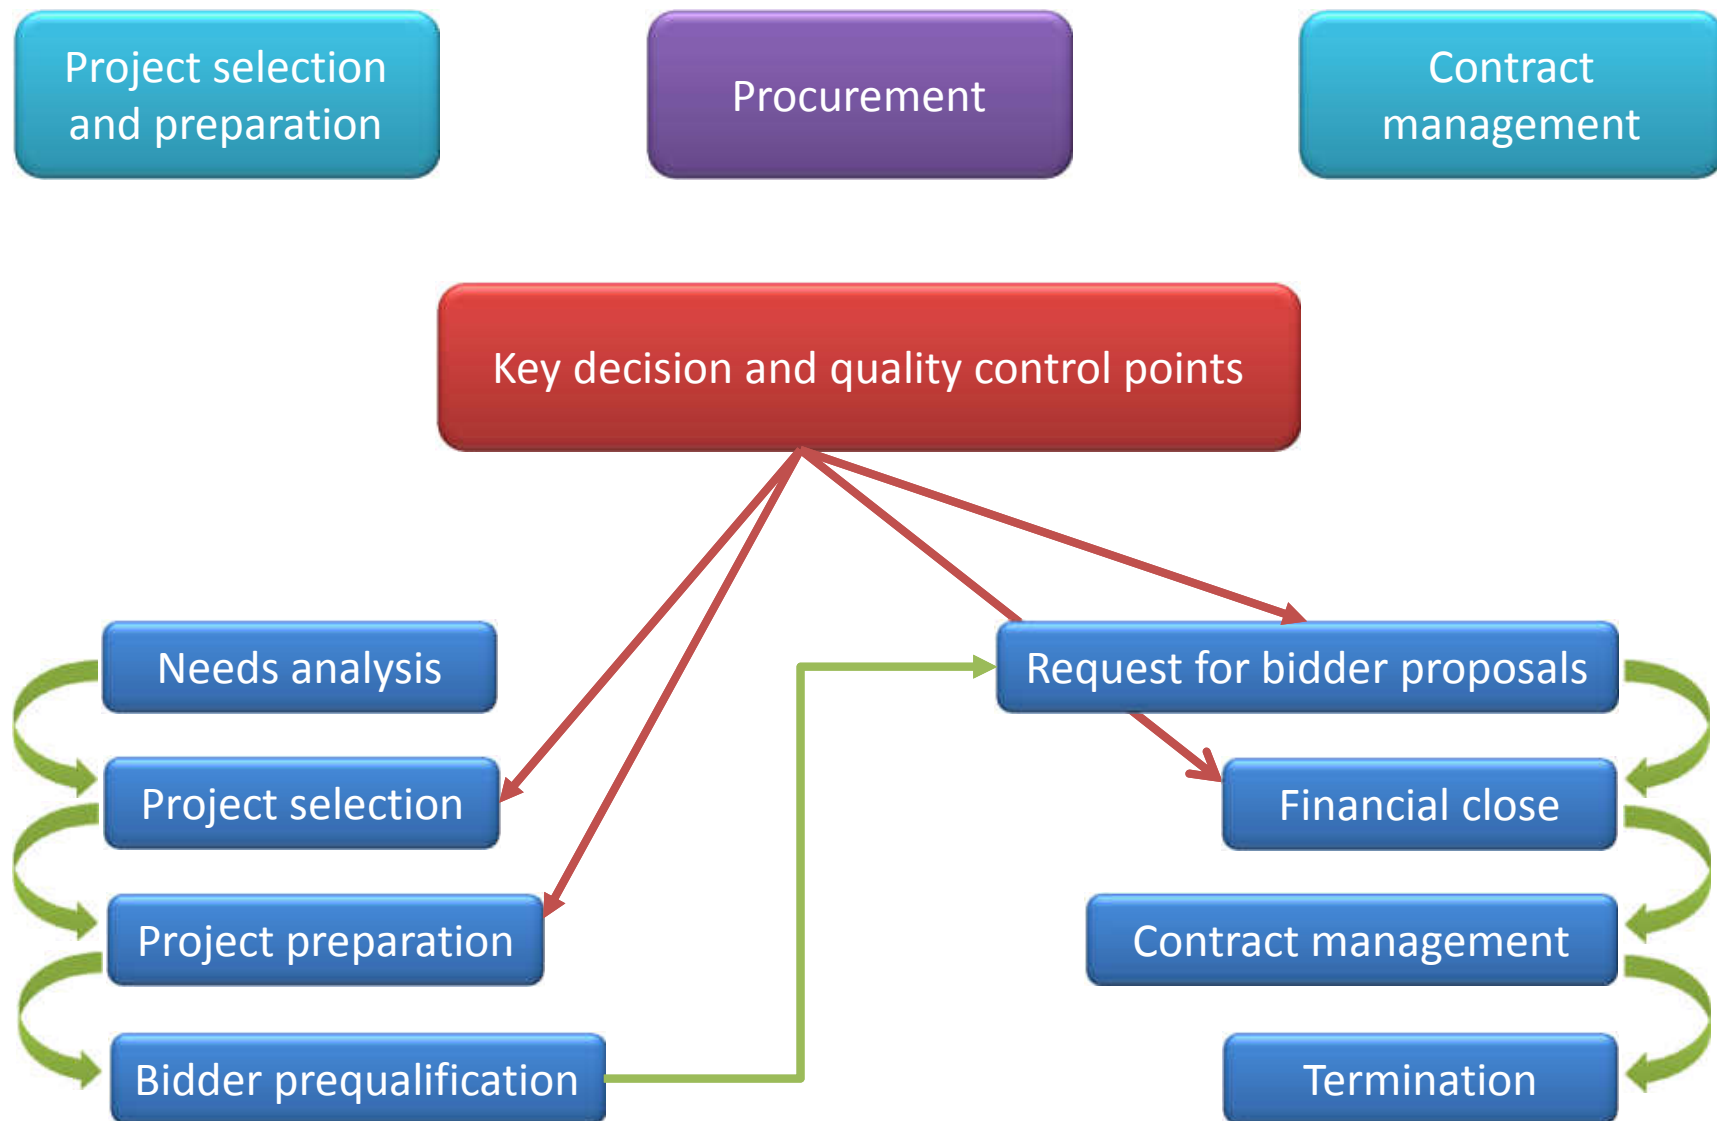 Project selection
and preparation
Procurement
Contract
management
Key decision and quality control points
Needs analysis
Project selection
Project preparation
Bidder prequalification
Request for bidder proposals
Financial close
Contract management
Termination